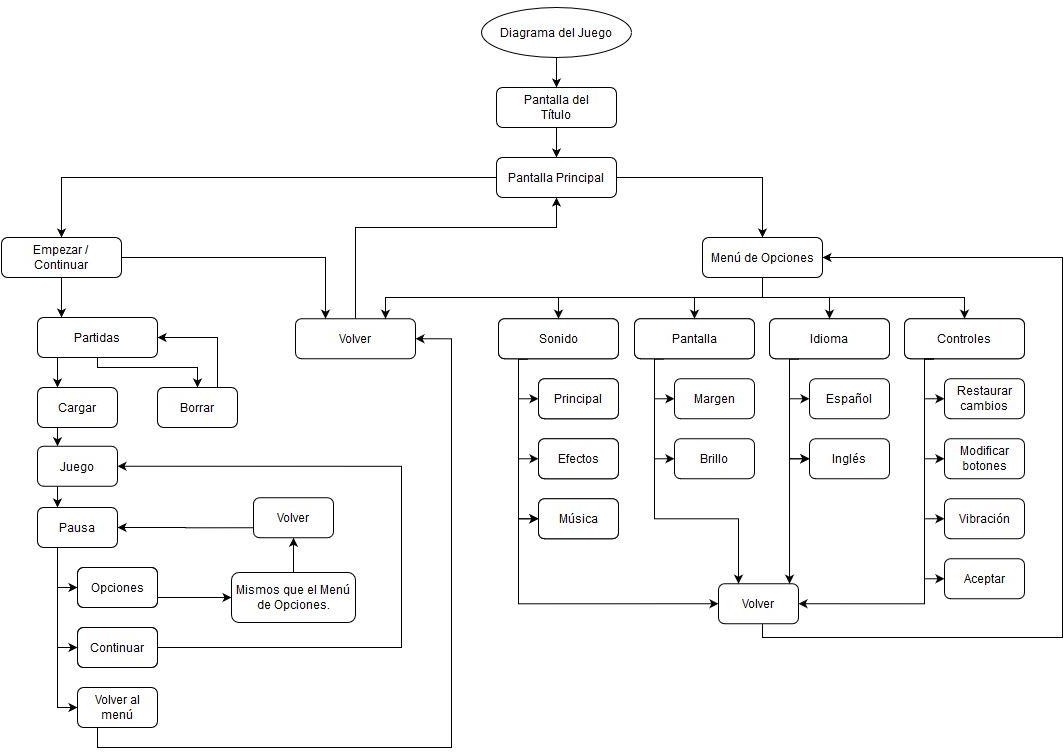 Diagrama del Juego
Pantalla del
Título
Pantalla Principal
Empezar /
Continuar
Menú de Opciones
Partidas
Volver
Sonido
Pantalla
Idioma
Controles
Cargar
Borrar
Principal
Margen
Español
Restaurar
cambios
Juego
Efectos
Brillo
Inglés
Modificar
botones
Pausa
Volver
Música
Vibración
Opciones
Mismos que el Menú
de Opciones.
Aceptar
Volver
Continuar
Volver al
menú